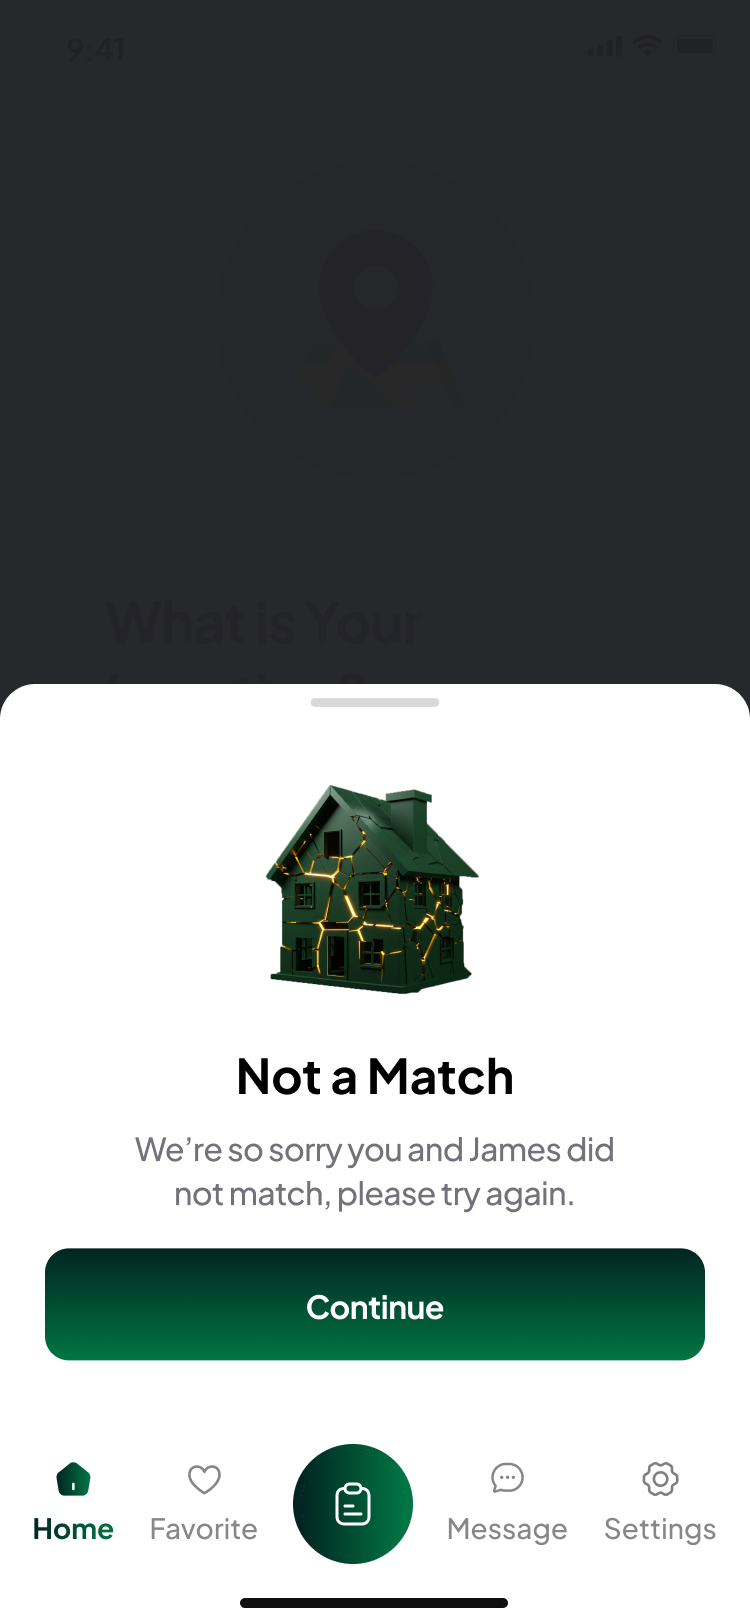 9:41
What is Your
Not a Match
We’re so sorry you and James did
not match, please try again.
Continue
Home
Favorite
Message
Settings